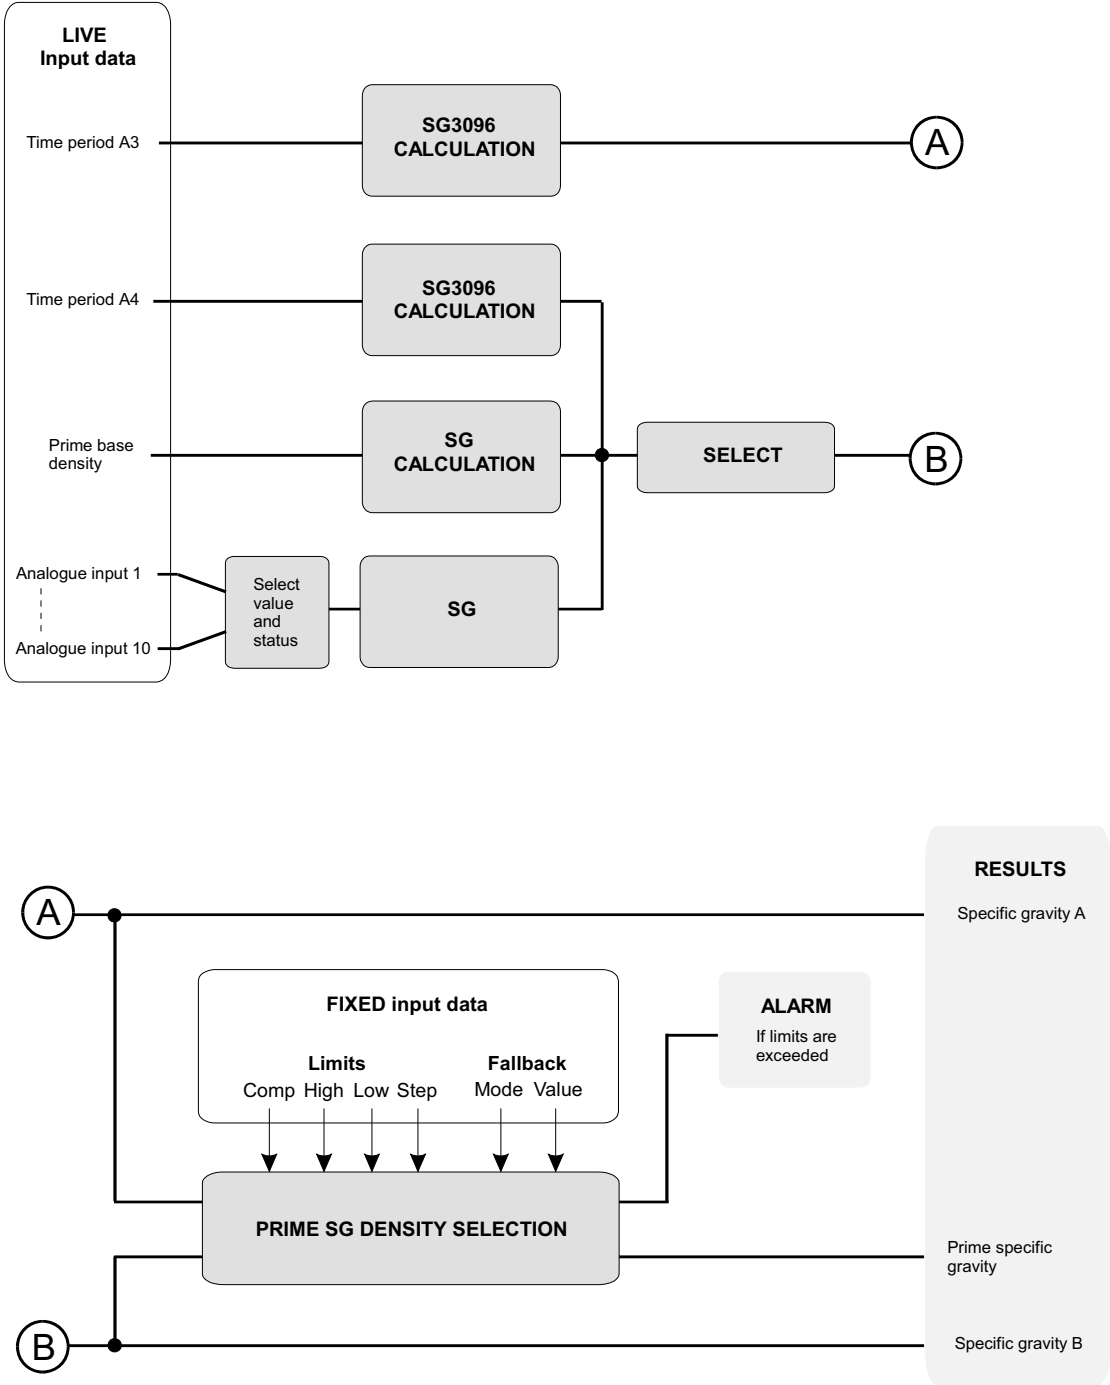 LIVE
Input data
Time period A3
SG3096
CALCULATION
A
Time period A4
SG3096
CALCULATION
Prime base
density
SG
CALCULATION
SELECT
B
Analogue input 1
Analogue input 10
Select
value
and
status
SG
RESULTS
A
Specific gravity A
FIXED input data
Limits
Fallback
Comp High Low Step
Mode Value
ALARM
If limits are
exceeded
PRIME SG DENSITY SELECTION
Prime specific
gravity
B
Specific gravity B